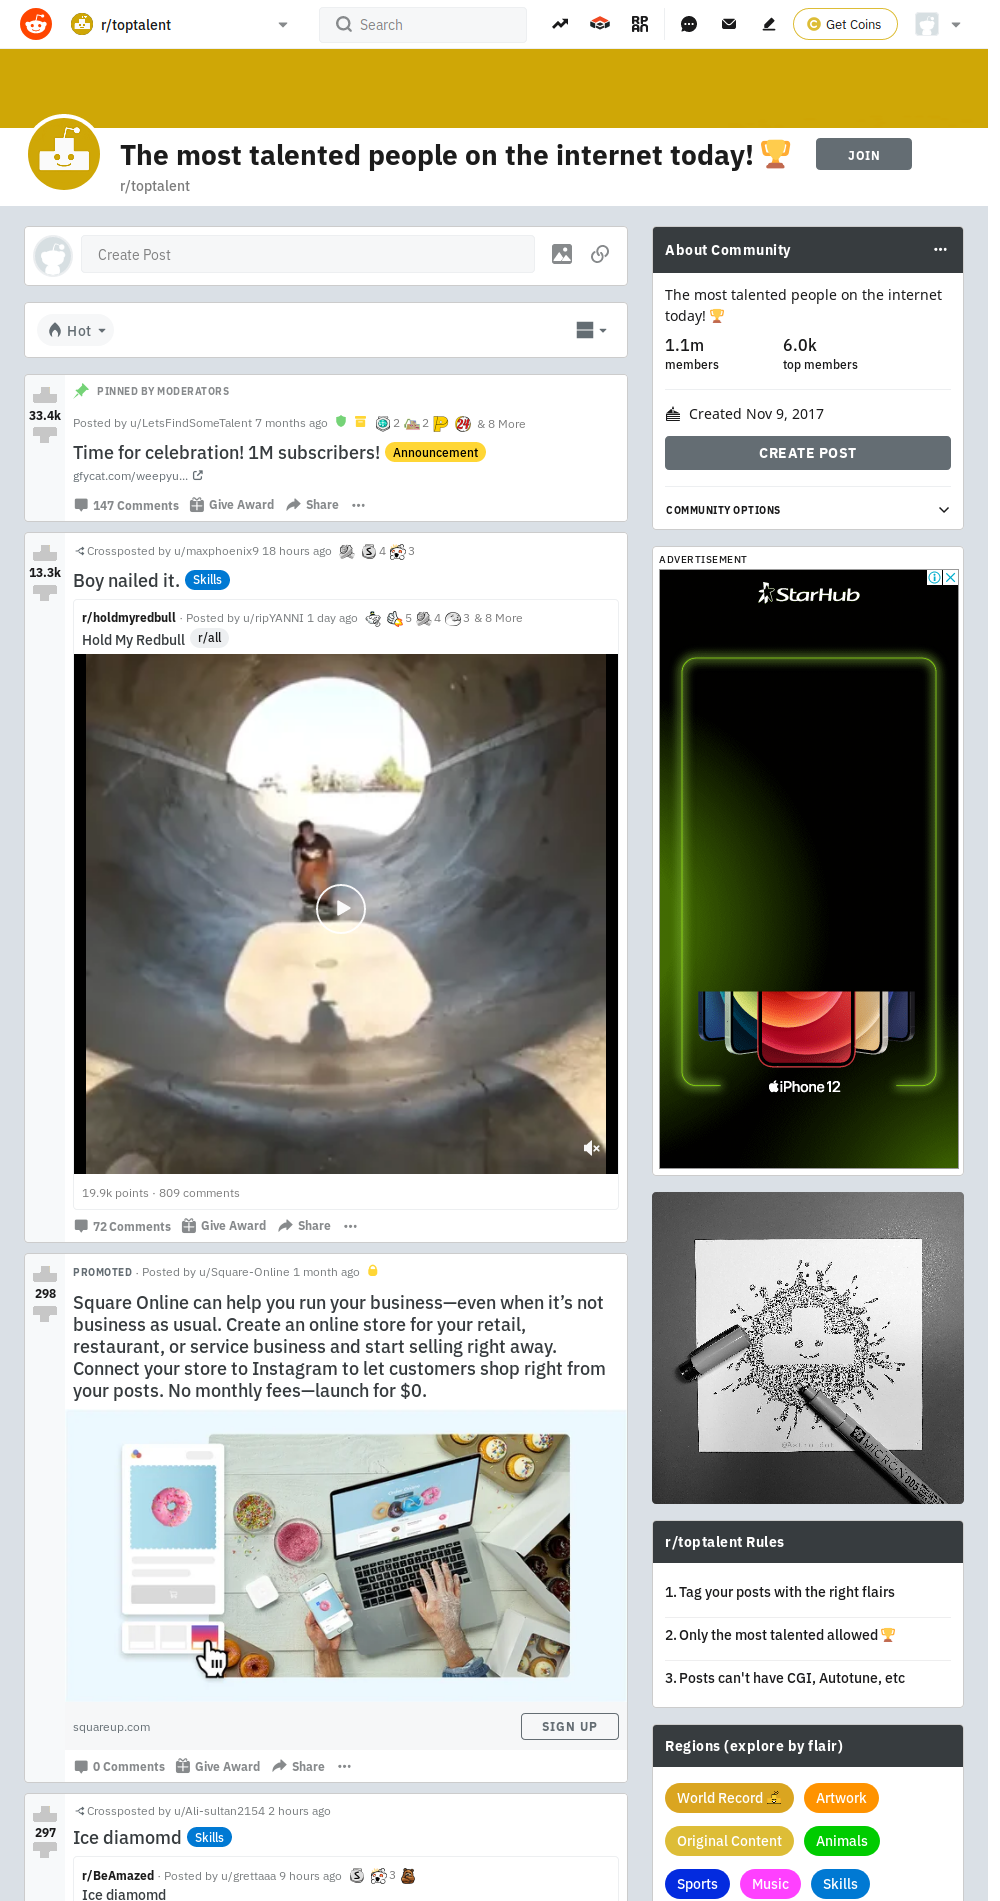 r/toptalent
Search
Get Coins
The most talented people on the internet today! 🏆
JOIN
r/toptalent
Create Post
Hot
PINNED BY MODERATORS
33.4k
Posted by u/LetsFindSomeTalent 7 months ago 2 2 24 & 8 More
Time for celebration! 1M subscribers! Announcement
gfycat.com/weepyu...
147 Comments Give Award Share
Crossposted by u/maxphoenix9 18 hours ago S 4 3
13.3k
Boy nailed it. Skills
r/holdmyredbull · Posted by u/ripYANNI 1 day ago 5 4 3 & 8 More
Hold My Redbull r/all
19.9k points · 809 comments
72 Comments Give Award Share
PROMOTED · Posted by u/Square-Online 1 month ago
298
Square Online can help you run your business—even when it's not
business as usual. Create an online store for your retail,
restaurant, or service business and start selling right away.
Connect your store to Instagram to let customers shop right from
your posts. No monthly fees—launch for $0.
squareup.com
SIGN UP
0 Comments Give Award Share
Crossposted by u/Ali-sultan2154 2 hours ago
297
Ice diamomd Skills
r/BeAmazed · Posted by u/grettaaa 9 hours ago S 3
Ice diamomd
About Community
The most talented people on the internet
today! 🏆
1.1m 6.0k
members top members
Created Nov 9, 2017
CREATE POST
COMMUNITY OPTIONS
ADVERTISEMENT
StarHub
iPhone 12
MICRON 005
r/toptalent Rules
1. Tag your posts with the right flairs
2. Only the most talented allowed 🏆
3. Posts can't have CGI, Autotune, etc
Regions (explore by flair)
World Record Artwork
Original Content Animals
Sports Music Skills